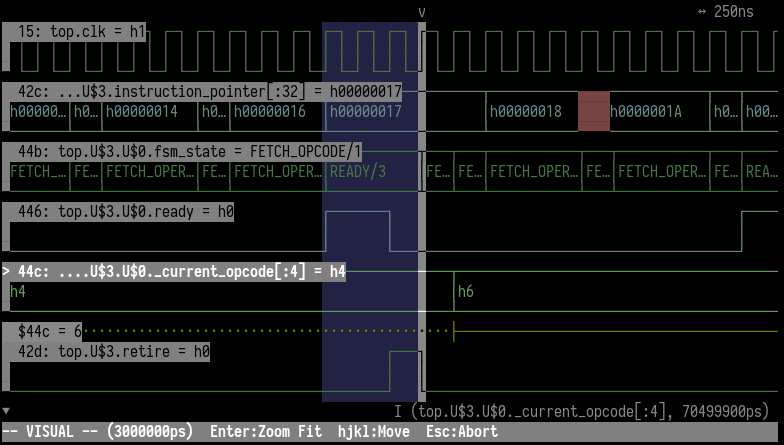 v
↔ 250ns
15: top.clk = h1
42c: ...U$3.instruction_pointer[:32] = h00000017
h00000… h0… h00000014 h0… h00000016 h00000017 h00000018 h0000001A h0… h00…
44b: top.U$3.U$0.fsm_state = FETCH_OPCODE/1
FETCH_… FE… FETCH_OPER… FE… FETCH_OPER… READY/3 FE… FE… FETCH_OPER… FE… FETCH_OPER… FE… REA…
446: top.U$3.U$0.ready = h0
> 44c: ....U$3.U$0._current_opcode[:4] = h4
h4 h6
$44c = 6
42d: top.U$3.retire = h0
▼ I (top.U$3.U$0._current_opcode[:4], 70499900ps)
-- VISUAL -- (3000000ps) Enter:Zoom Fit hjkl:Move Esc:Abort